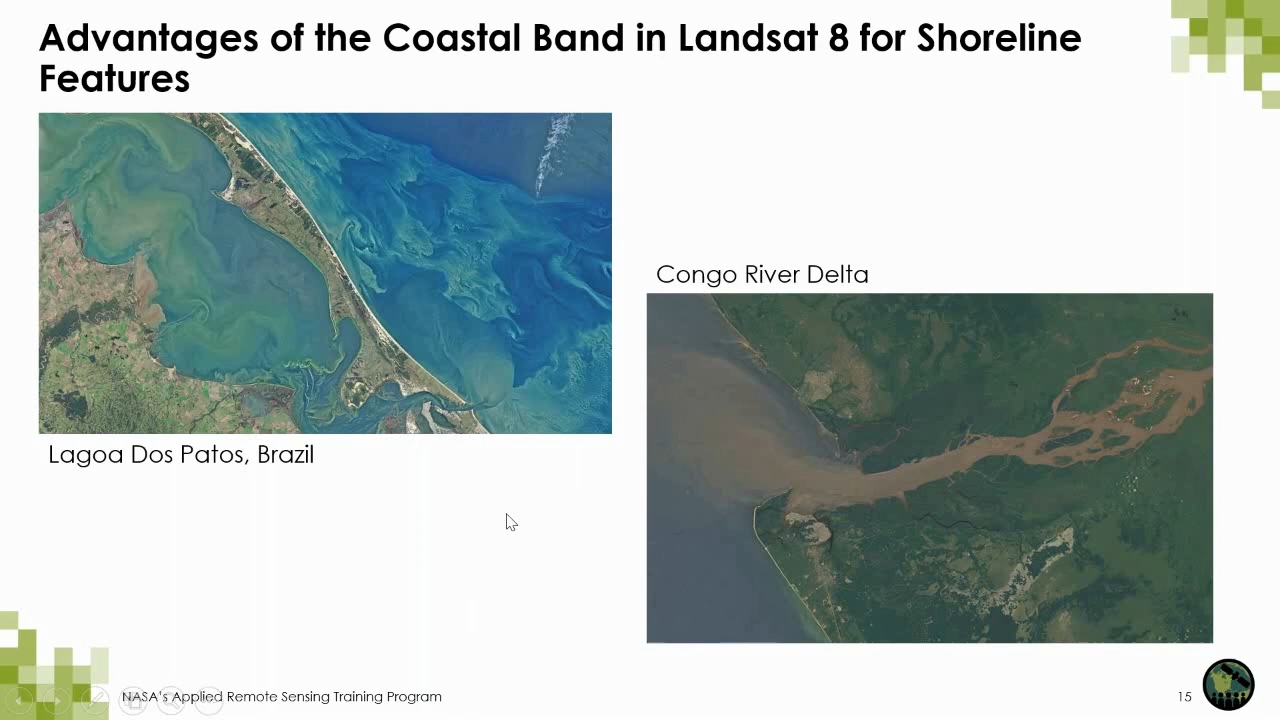 Advantages of the Coastal Band in Landsat 8 for Shoreline
Features
Congo River Delta
Lagoa Dos Patos, Brazil
NASA's Applied Remote Sensing Training Program
15